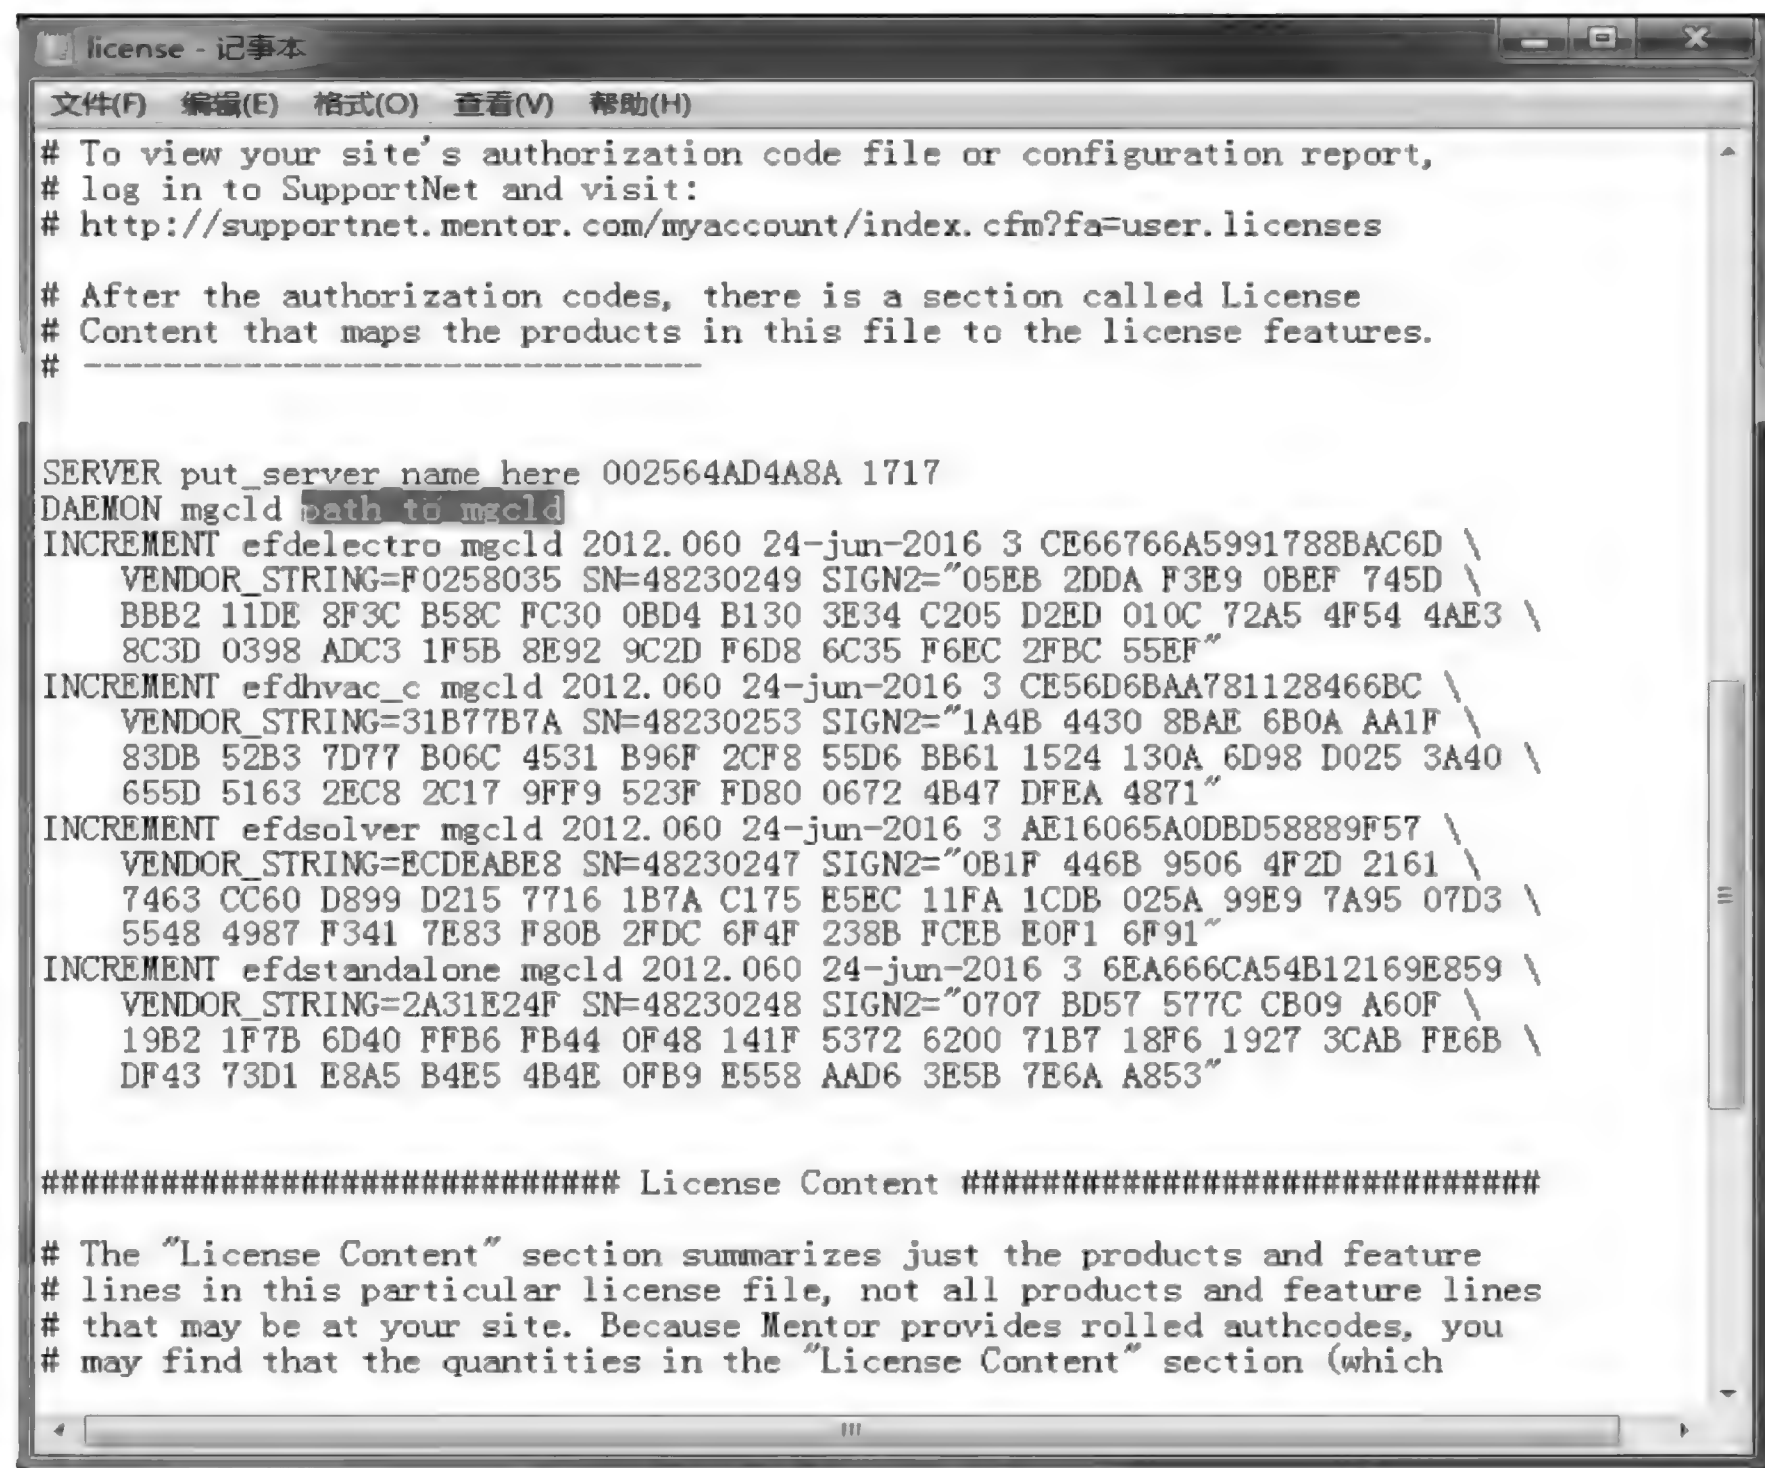 license - 记事本
文件(F) 编辑(E) 格式(O) 查看(V) 帮助(H)
# To view your site's authorization code file or configuration report,
# log in to SupportNet and visit:
# http://supportnet.mentor.com/myaccount/index.cfm?fa=user.licenses
# After the authorization codes, there is a section called License
# Content that maps the products in this file to the license features.
# -------------------------------
SERVER put_server_name_here 002564AD4A8A 1717
DAEMON mgcld path_to_mgcld
INCREMENT efdelectro mgcld 2012.060 24-jun-2016 3 CE66766A5991788BAC6D \
VENDOR_STRING=F0258035 SN=48230249 SIGN2="05EB 2DDA F3E9 0BEF 745D \
BBB2 11DE 8F3C B58C FC30 0BD4 B130 3E34 C205 D2ED 010C 72A5 4F54 4AE3 \
8C3D 0398 ADC3 1F5B 8E92 9C2D F6D8 6C35 F6EC 2FBC 55EF"
INCREMENT efdhvac_c mgcld 2012.060 24-jun-2016 3 CE56D6BAA781128466BC \
VENDOR_STRING=31B77B7A SN=48230253 SIGN2="1A4B 4430 8BAE 6B0A AA1F \
83DB 52B3 7D77 B06C 4531 B96F 2CF8 55D6 BB61 1524 130A 6D98 D025 3A40 \
655D 5163 2EC8 2C17 9FF9 523F FD80 0672 4B47 DFEA 4871"
INCREMENT efdsolver mgcld 2012.060 24-jun-2016 3 AE16065A0DBD58889F57 \
VENDOR_STRING=ECDEABE8 SN=48230247 SIGN2="0B1F 446B 9506 4F2D 2161 \
7463 CC60 D899 D215 7716 1B7A C175 E5EC 11FA 1CDB 025A 99E9 7A95 07D3 \
5548 4987 F341 7E83 F80B 2FDC 6F4F 238B FCEB E0F1 6F91"
INCREMENT efdstandalone mgcld 2012.060 24-jun-2016 3 6EA666CA54B12169E859 \
VENDOR_STRING=2A31E24F SN=48230248 SIGN2="0707 BD57 577C CB09 A60F \
19B2 1F7B 6D40 FFB6 FB44 0F48 141F 5372 6200 71B7 18F6 1927 3CAB FE6B \
DF43 73D1 E8A5 B4E5 4B4E 0FB9 E558 AAD6 3E5B 7E6A A853"
############################# License Content #############################
# The "License Content" section summarizes just the products and feature
# lines in this particular license file, not all products and feature lines
# that may be at your site. Because Mentor provides rolled authcodes, you
# may find that the quantities in the "License Content" section (which